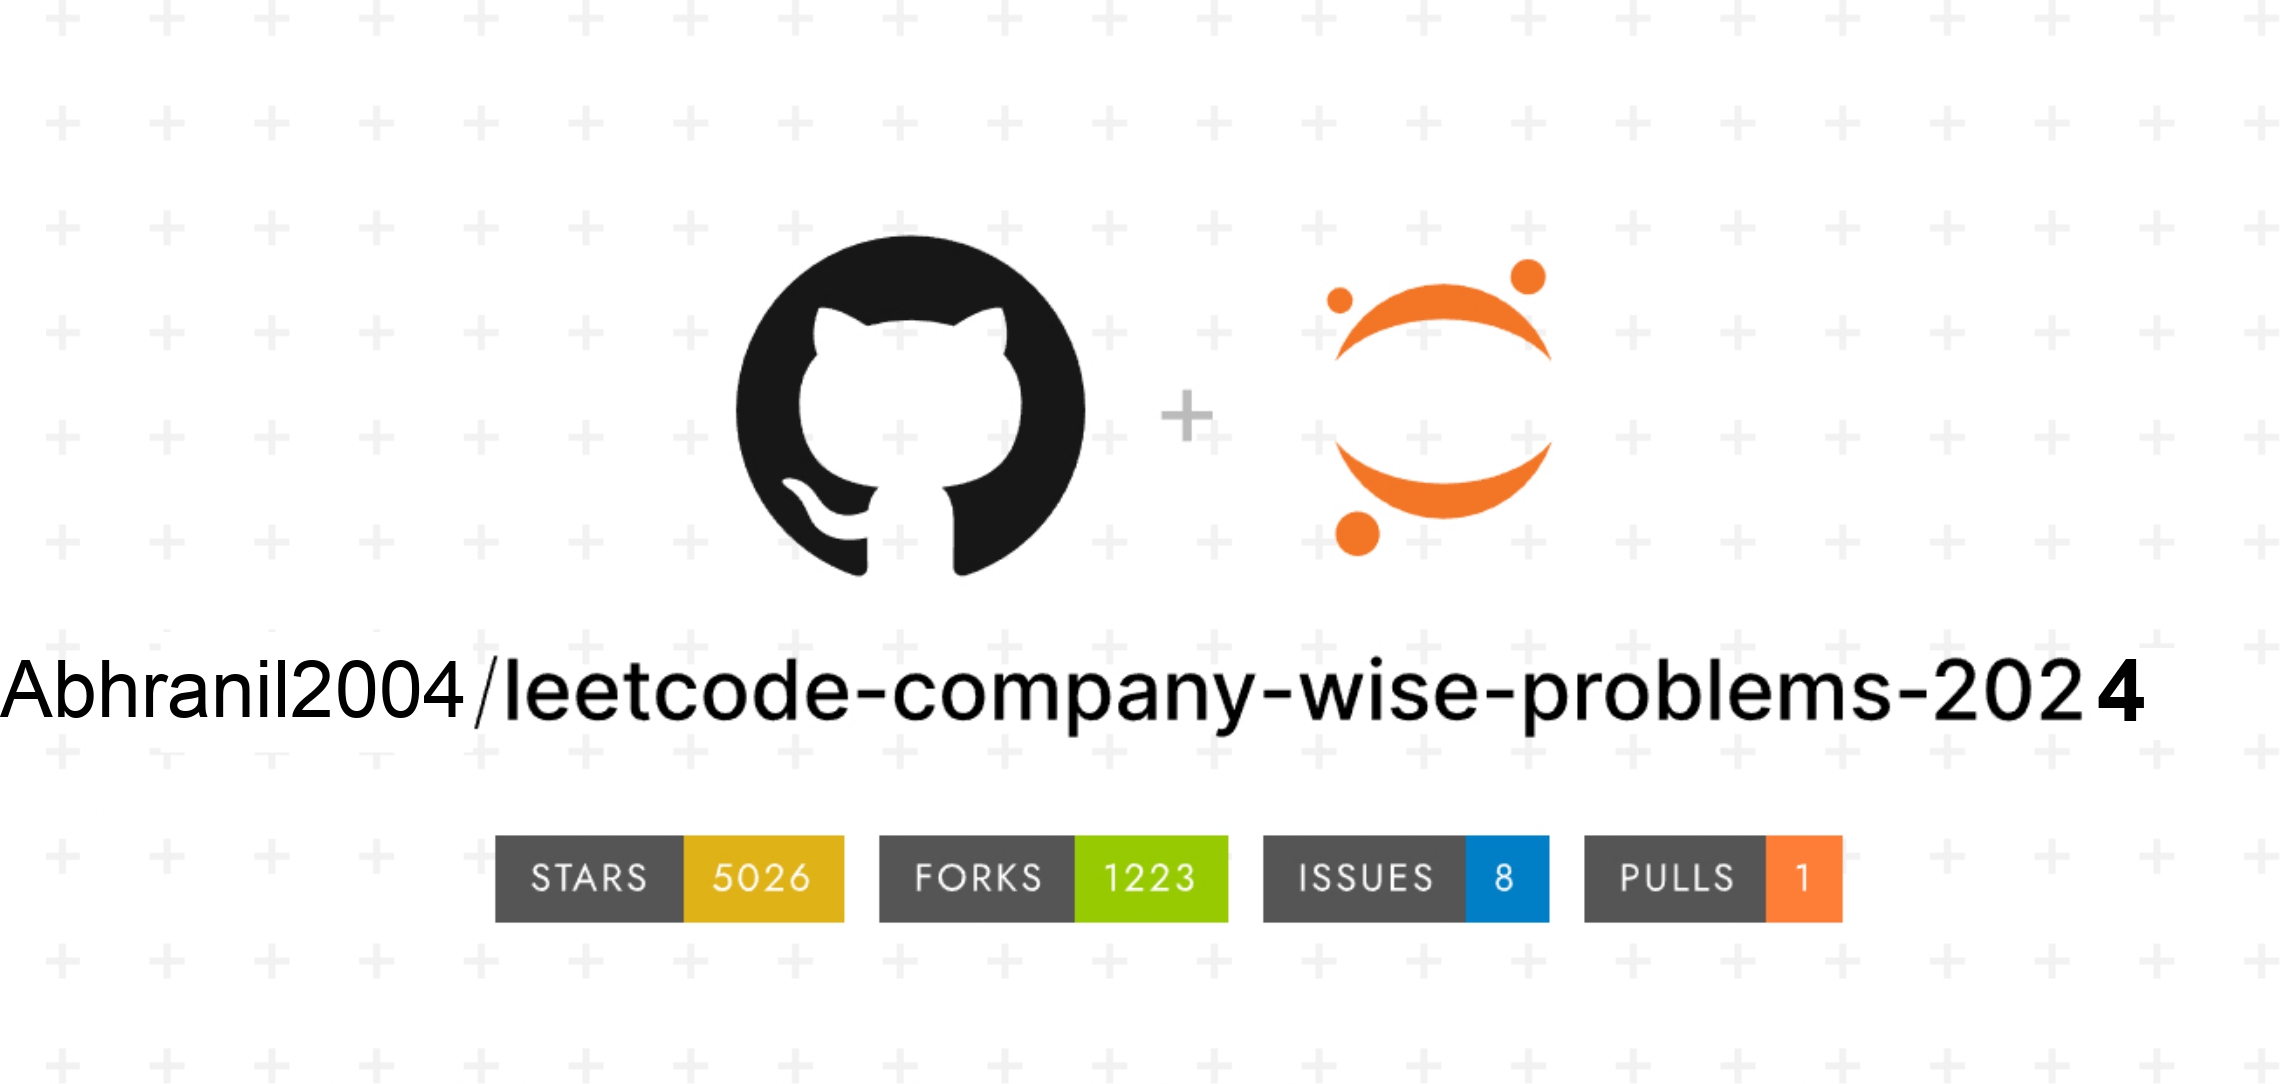 Abhranil2004/leetcode-company-wise-problems-2024
STARS 5026 FORKS 1223 ISSUES 8 PULLS 1